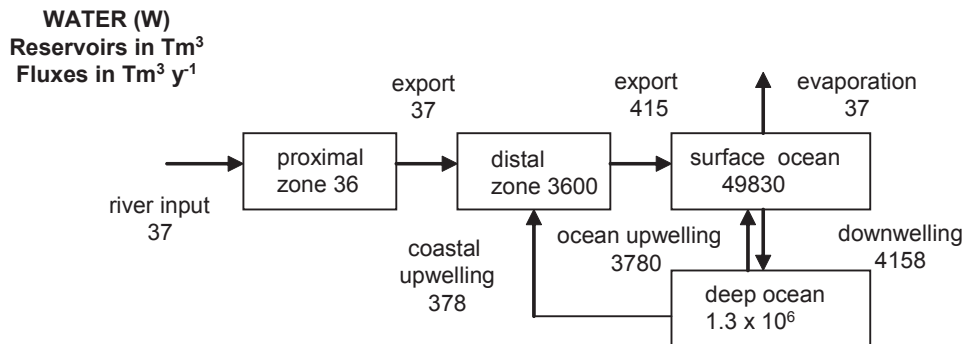 WATER (W)
Reservoirs in Tm³
Fluxes in Tm³ y⁻¹
export
37
export
415
evaporation
37
proximal
zone 36
distal
zone 3600
surface ocean
49830
river input
37
coastal
upwelling
378
ocean upwelling
3780
downwelling
4158
deep ocean
1.3 x 10⁶